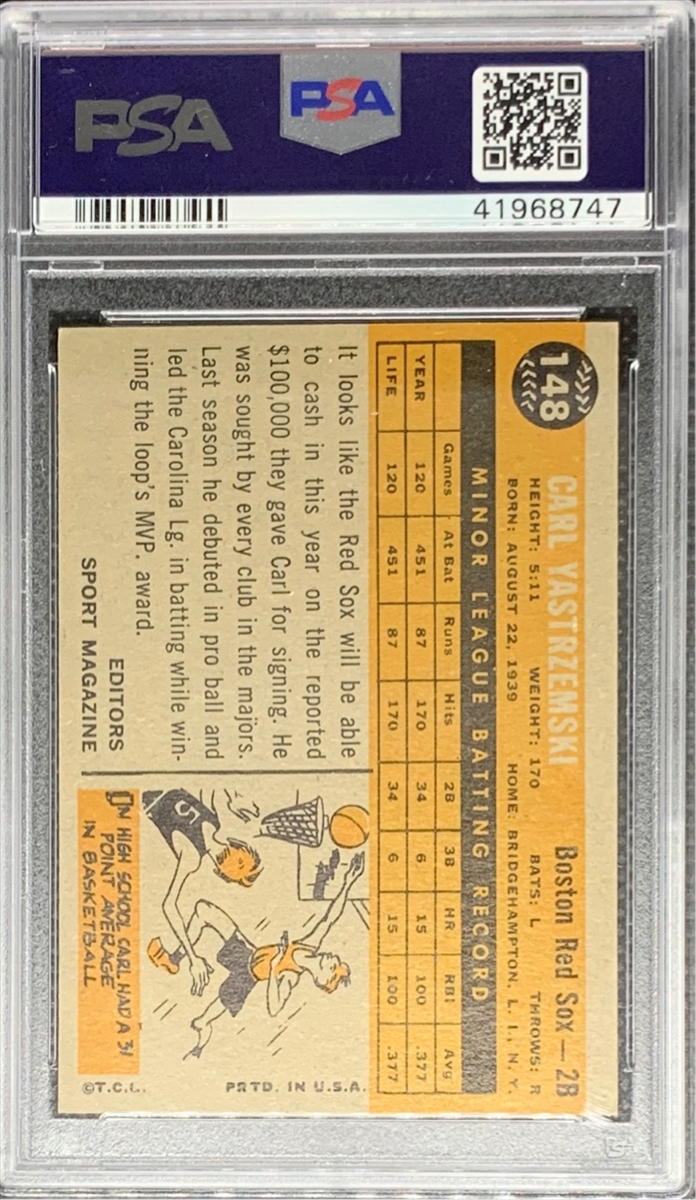 PSA
PSA
41968747
148
CARL YASTRZEMSKI Boston Red Sox—2B
HEIGHT: 5:11 WEIGHT: 170 BATS: L THROWS: R
BORN: AUGUST 22, 1939 HOME: BRIDGEHAMPTON, L. I., N. Y.
MINOR LEAGUE BATTING RECORD
Games At Bat Runs Hits 2B 3B HR RBI Avg
YEAR 120 451 87 170 34 6 15 100 .377
LIFE 120 451 87 170 34 6 15 100 .377
It looks like the Red Sox will be able
to cash in this year on the reported
$100,000 they gave Carl for signing. He
was sought by every club in the majors.
Last season he debuted in pro ball and
led the Carolina Lg. in batting while win-
ning the loop's MVP. award.
EDITORS
SPORT MAGAZINE
5
IN HIGH SCHOOL CARL HAD A 31
POINT AVERAGE
IN BASKETBALL
©T.C.G. PRTD. IN U.S.A.